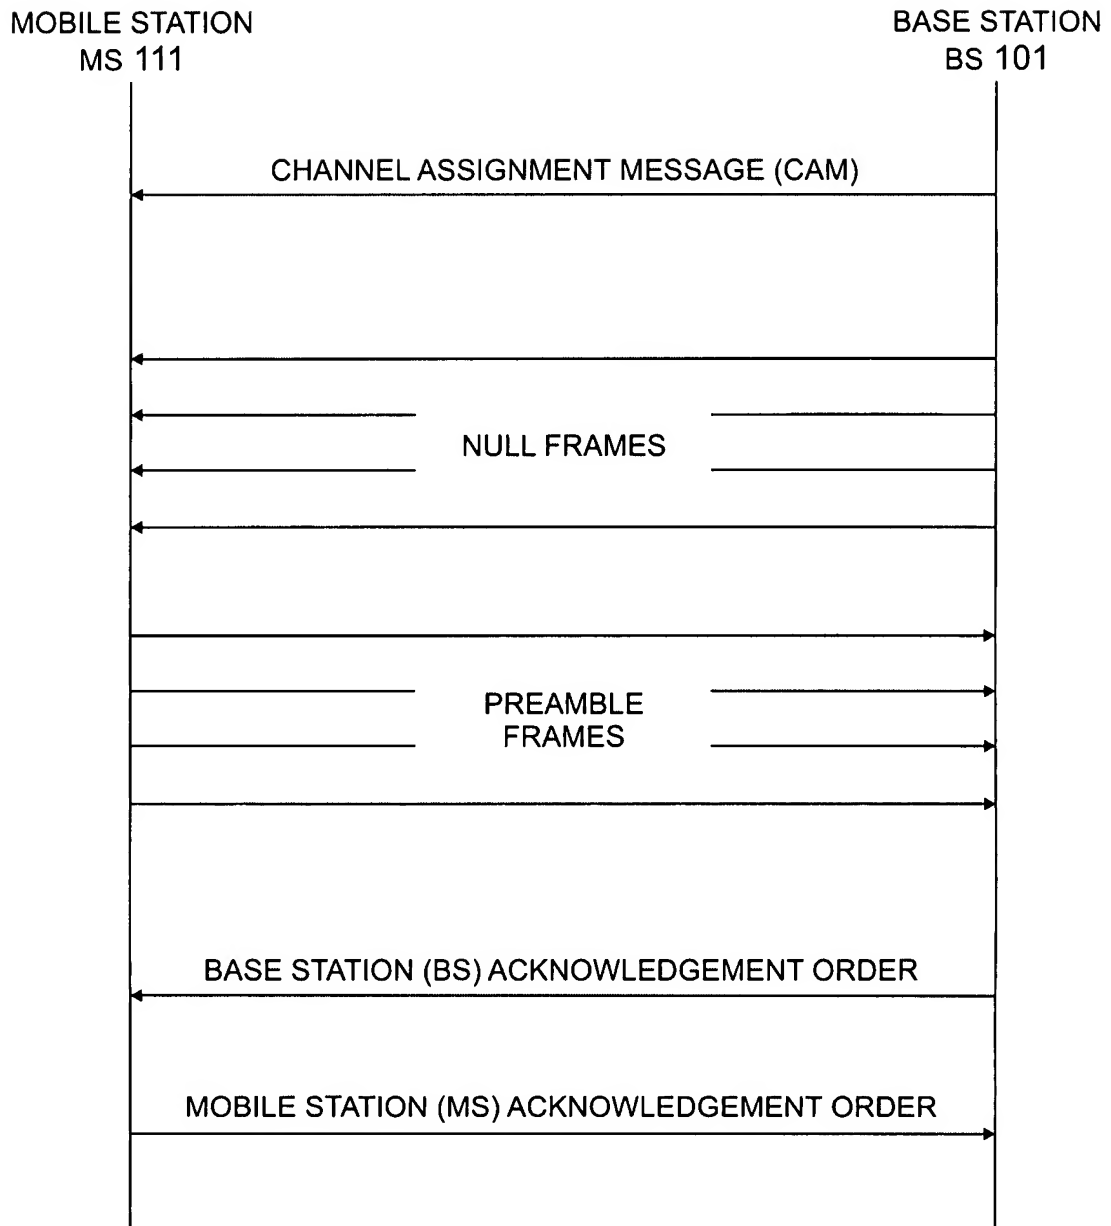 MOBILE STATION
MS 111
BASE STATION
BS 101
CHANNEL ASSIGNMENT MESSAGE (CAM)
NULL FRAMES
PREAMBLE
FRAMES
BASE STATION (BS) ACKNOWLEDGEMENT ORDER
MOBILE STATION (MS) ACKNOWLEDGEMENT ORDER